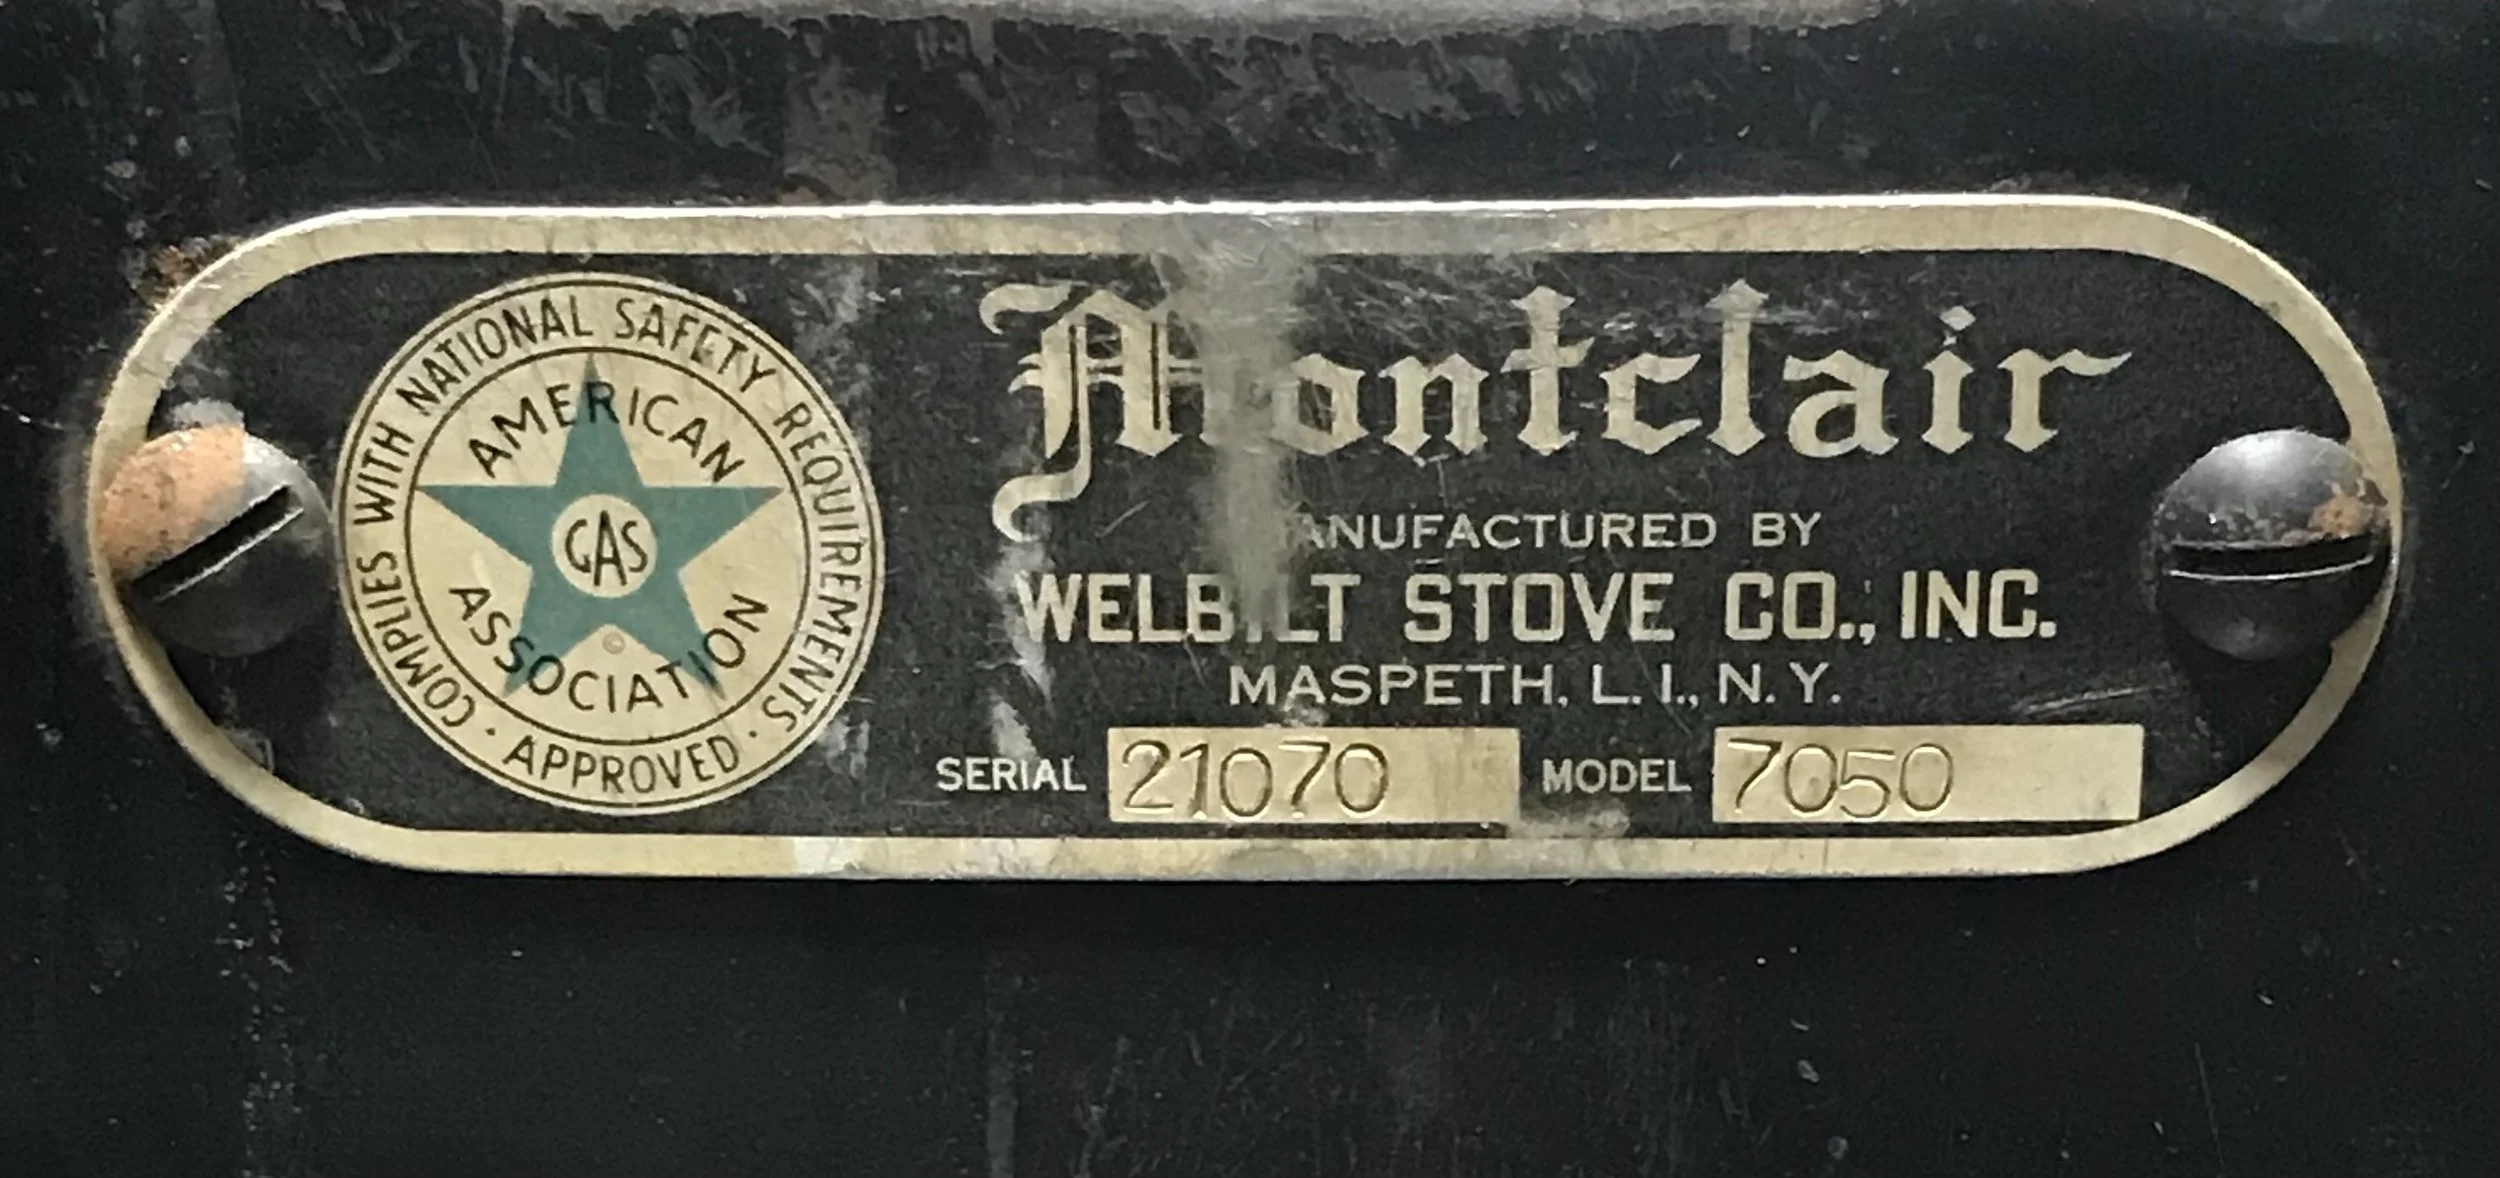 COMPLIES WITH NATIONAL SAFETY REQUIREMENTS
· APPROVED ·
AMERICAN
GAS
ASSOCIATION
©
Montclair
MANUFACTURED BY
WELBILT STOVE CO., INC.
MASPETH, L. I., N. Y.
SERIAL 21070 MODEL 7050